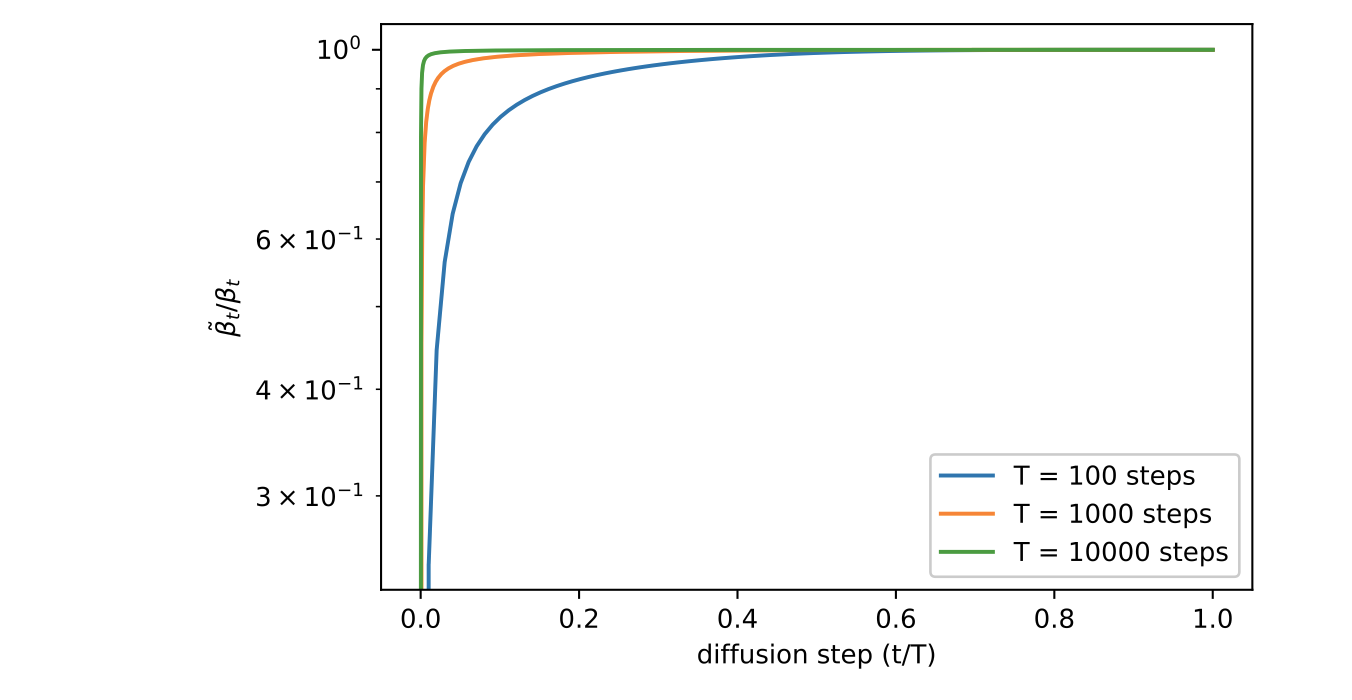 10⁰
6 × 10⁻¹
4 × 10⁻¹
3 × 10⁻¹
β̃ₜ/βₜ
T = 100 steps
T = 1000 steps
T = 10000 steps
0.0 0.2 0.4 0.6 0.8 1.0
diffusion step (t/T)